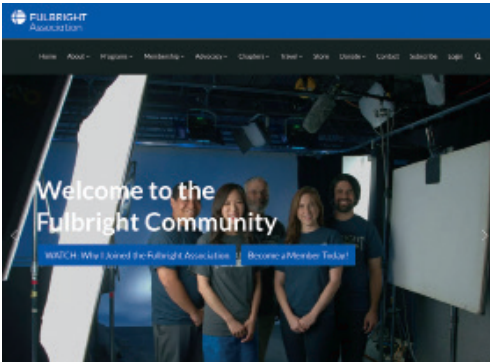 FULBRIGHT
Association
Home About Programs Membership Advocacy Chapters Travel Store Donate Contact Subscribe Login
Welcome to the
Fulbright Community
WATCH: Why I Joined the Fulbright Association Become a Member Today!